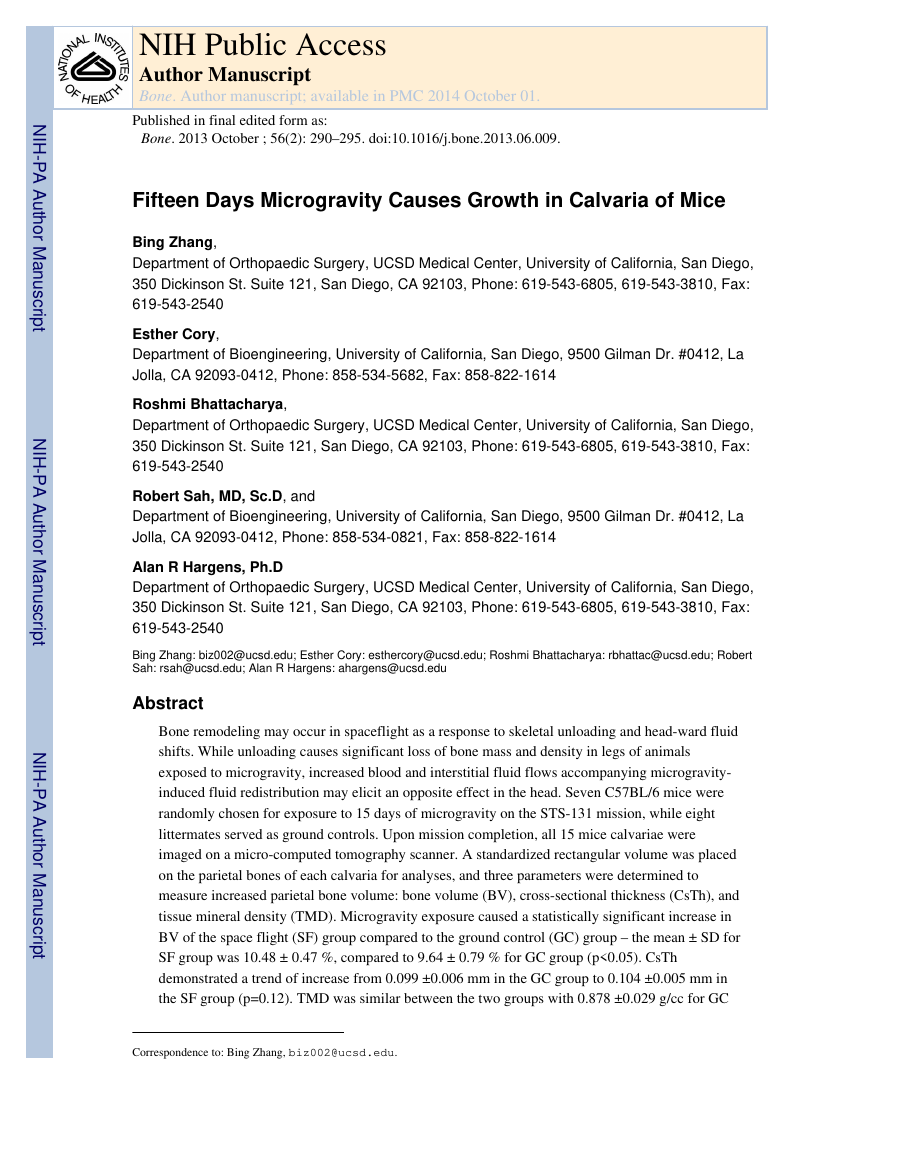 NATIONAL INSTITUTES OF HEALTH
NIH Public Access
Author Manuscript
Bone. Author manuscript; available in PMC 2014 October 01.
Published in final edited form as:
Bone. 2013 October ; 56(2): 290–295. doi:10.1016/j.bone.2013.06.009.
Fifteen Days Microgravity Causes Growth in Calvaria of Mice
Bing Zhang,
Department of Orthopaedic Surgery, UCSD Medical Center, University of California, San Diego,
350 Dickinson St. Suite 121, San Diego, CA 92103, Phone: 619-543-6805, 619-543-3810, Fax:
619-543-2540
Esther Cory,
Department of Bioengineering, University of California, San Diego, 9500 Gilman Dr. #0412, La
Jolla, CA 92093-0412, Phone: 858-534-5682, Fax: 858-822-1614
Roshmi Bhattacharya,
Department of Orthopaedic Surgery, UCSD Medical Center, University of California, San Diego,
350 Dickinson St. Suite 121, San Diego, CA 92103, Phone: 619-543-6805, 619-543-3810, Fax:
619-543-2540
Robert Sah, MD, Sc.D, and
Department of Bioengineering, University of California, San Diego, 9500 Gilman Dr. #0412, La
Jolla, CA 92093-0412, Phone: 858-534-0821, Fax: 858-822-1614
Alan R Hargens, Ph.D
Department of Orthopaedic Surgery, UCSD Medical Center, University of California, San Diego,
350 Dickinson St. Suite 121, San Diego, CA 92103, Phone: 619-543-6805, 619-543-3810, Fax:
619-543-2540
Bing Zhang: biz002@ucsd.edu; Esther Cory: esthercory@ucsd.edu; Roshmi Bhattacharya: rbhattac@ucsd.edu; Robert
Sah: rsah@ucsd.edu; Alan R Hargens: ahargens@ucsd.edu
Abstract
Bone remodeling may occur in spaceflight as a response to skeletal unloading and head-ward fluid
shifts. While unloading causes significant loss of bone mass and density in legs of animals
exposed to microgravity, increased blood and interstitial fluid flows accompanying microgravity-
induced fluid redistribution may elicit an opposite effect in the head. Seven C57BL/6 mice were
randomly chosen for exposure to 15 days of microgravity on the STS-131 mission, while eight
littermates served as ground controls. Upon mission completion, all 15 mice calvariae were
imaged on a micro-computed tomography scanner. A standardized rectangular volume was placed
on the parietal bones of each calvaria for analyses, and three parameters were determined to
measure increased parietal bone volume: bone volume (BV), cross-sectional thickness (CsTh), and
tissue mineral density (TMD). Microgravity exposure caused a statistically significant increase in
BV of the space flight (SF) group compared to the ground control (GC) group – the mean ± SD for
SF group was 10.48 ± 0.47 %, compared to 9.64 ± 0.79 % for GC group (p<0.05). CsTh
demonstrated a trend of increase from 0.099 ±0.006 mm in the GC group to 0.104 ±0.005 mm in
the SF group (p=0.12). TMD was similar between the two groups with 0.878 ±0.029 g/cc for GC
Correspondence to: Bing Zhang, biz002@ucsd.edu.
NIH-PA Author Manuscript
NIH-PA Author Manuscript
NIH-PA Author Manuscript